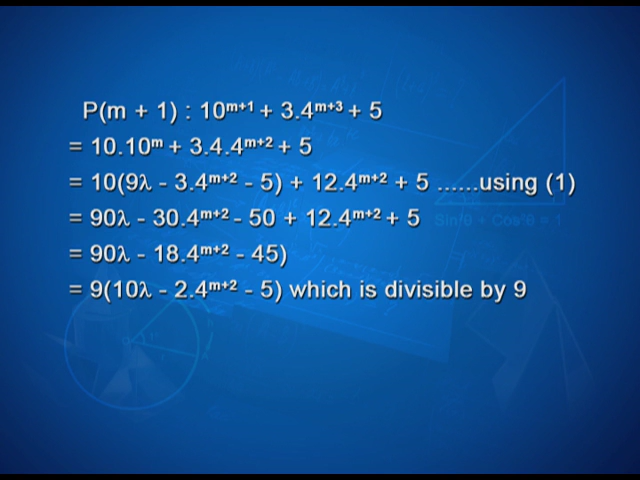 P(m + 1) : 10ᵐ⁺¹ + 3.4ᵐ⁺³ + 5
= 10.10ᵐ + 3.4.4ᵐ⁺² + 5
= 10(9λ - 3.4ᵐ⁺² - 5) + 12.4ᵐ⁺² + 5 ......using (1)
= 90λ - 30.4ᵐ⁺² - 50 + 12.4ᵐ⁺² + 5
= 90λ - 18.4ᵐ⁺² - 45)
= 9(10λ - 2.4ᵐ⁺² - 5) which is divisible by 9